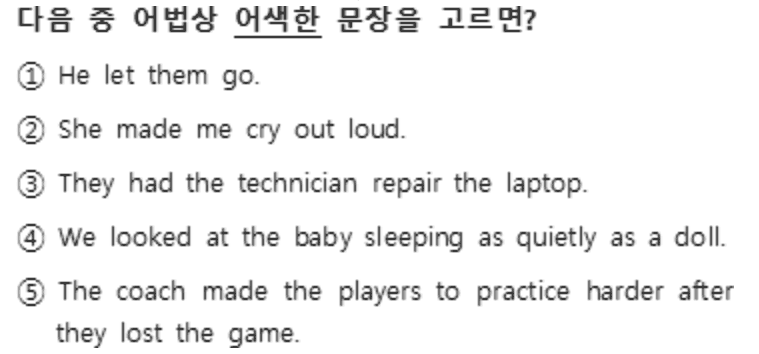 다음 중 어법상 어색한 문장을 고르면?
① He let them go.
② She made me cry out loud.
③ They had the technician repair the laptop.
④ We looked at the baby sleeping as quietly as a doll.
⑤ The coach made the players to practice harder after
they lost the game.